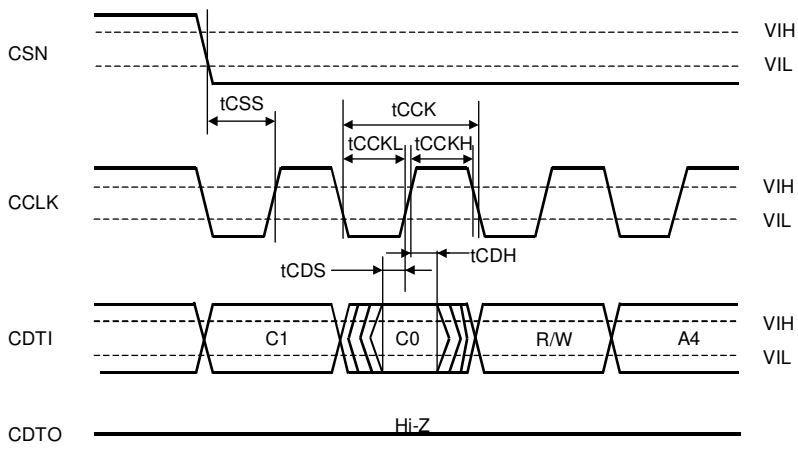 VIH
CSN
VIL
tCSS
tCCK
tCCKL
tCCKH
VIH
CCLK
VIL
tCDH
tCDS
VIH
CDTI
C1
C0
R/W
A4
VIL
Hi-Z
CDTO